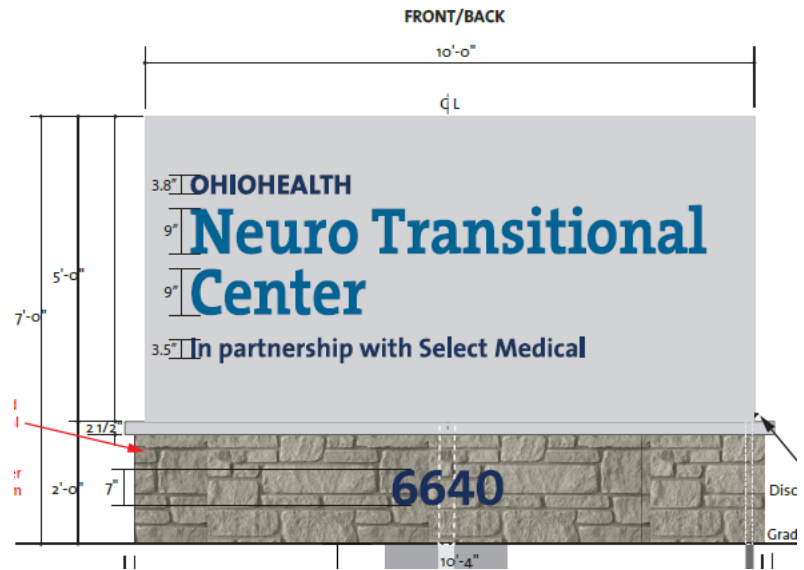 FRONT/BACK
10'-0"
CL
3.8"
OHIOHEALTH
9"
Neuro Transitional
9"
Center
5'-0"
7'-0"
3.5"
In partnership with Select Medical
2 1/2"
2'-0"
7"
6640
Disc
Grad
10'-4"